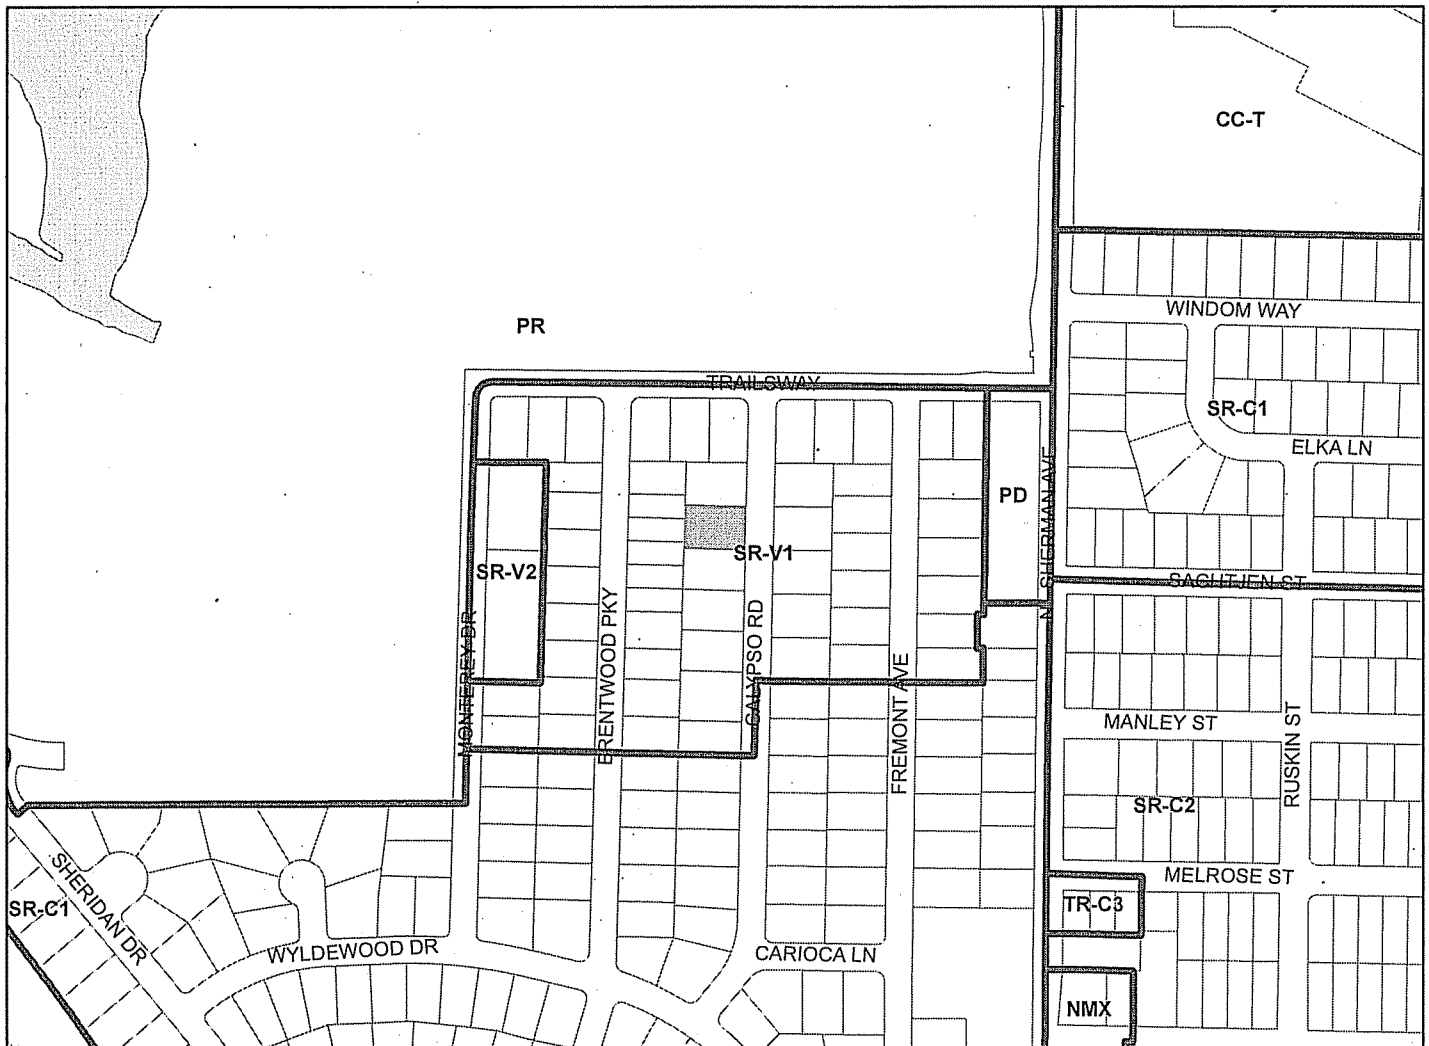 CC-T
WINDOM WAY
PR
TRAILSWAY
SR-C1
ELKA LN
PD
N SHERMAN AVE
SR-V1
SR-V2
SACHTJEN ST
MONTEREY DR
BRENTWOOD PKY
CALYPSO RD
FREMONT AVE
MANLEY ST
RUSKIN ST
SR-C2
MELROSE ST
SHERIDAN DR
SR-C1
TR-C3
WYLDEWOOD DR
CARIOCA LN
NMX